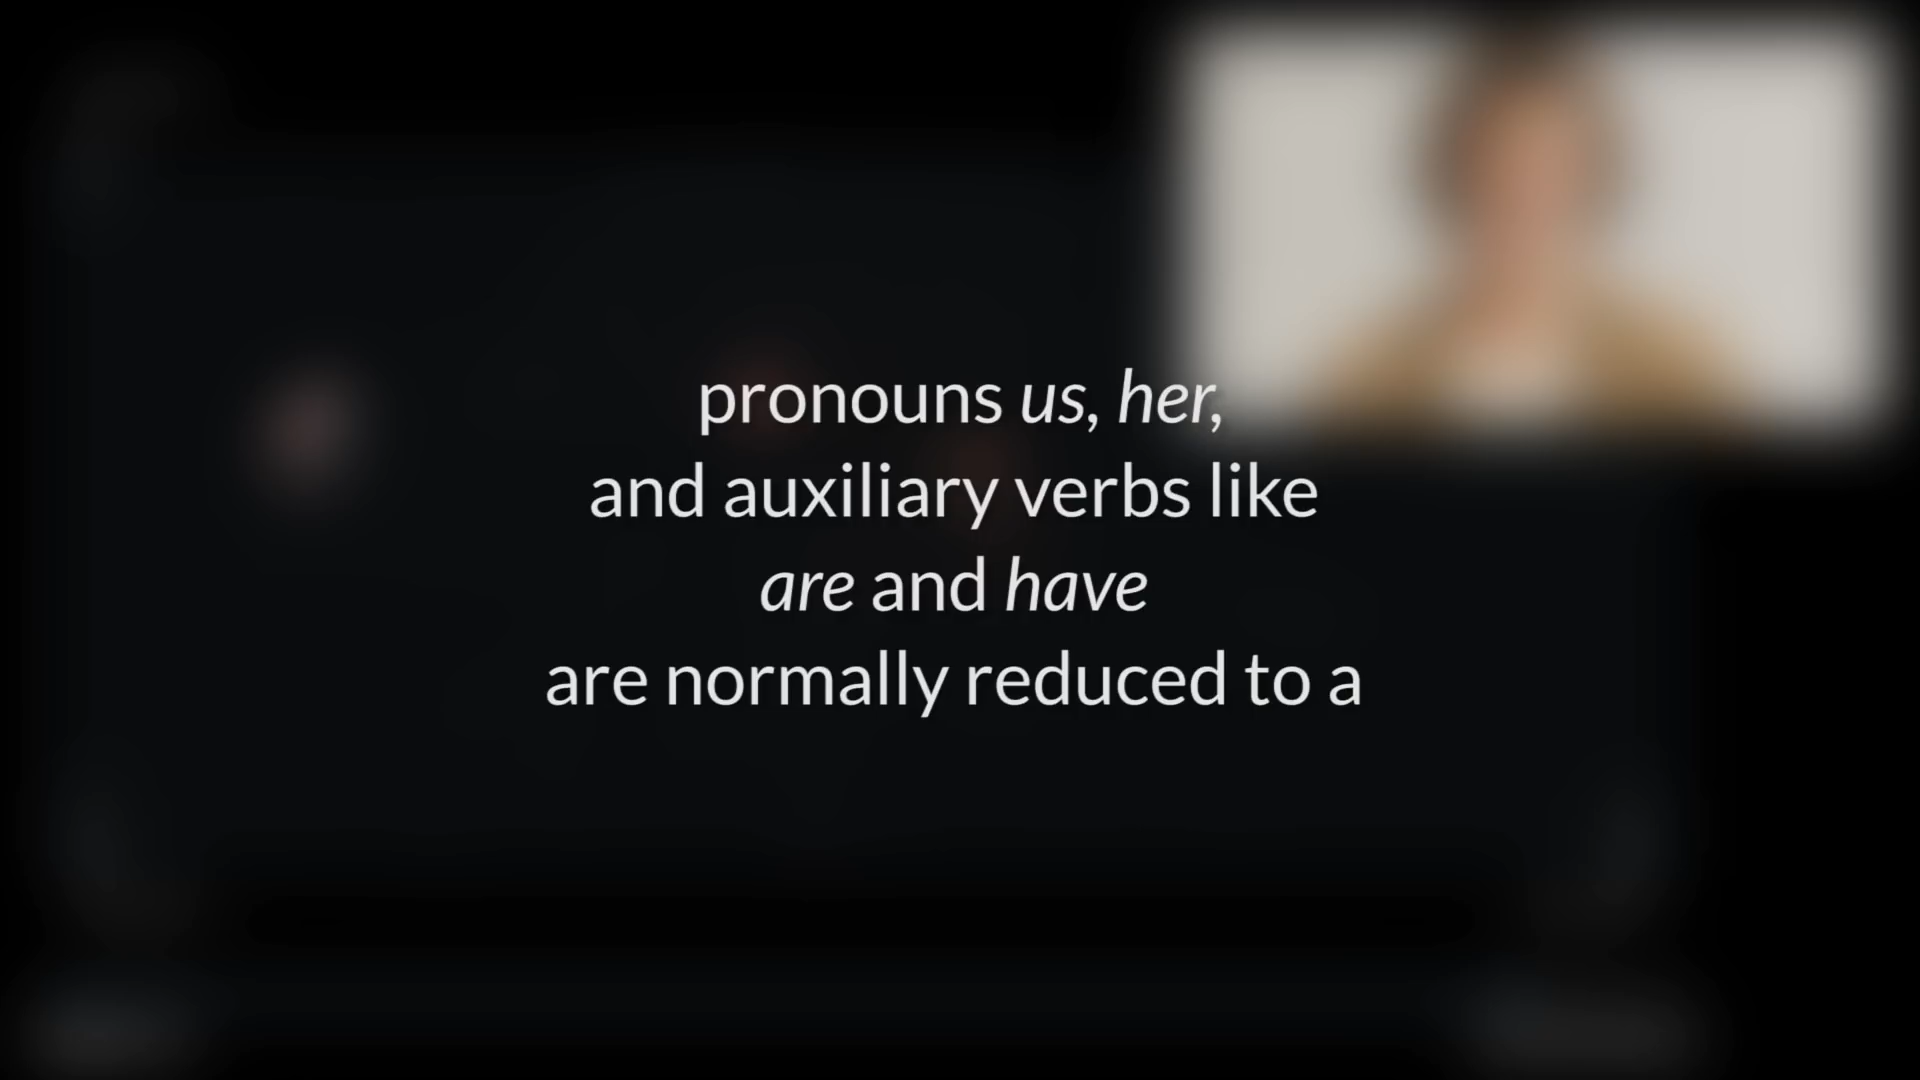 pronouns us, her,
and auxiliary verbs like
are and have
are normally reduced to a